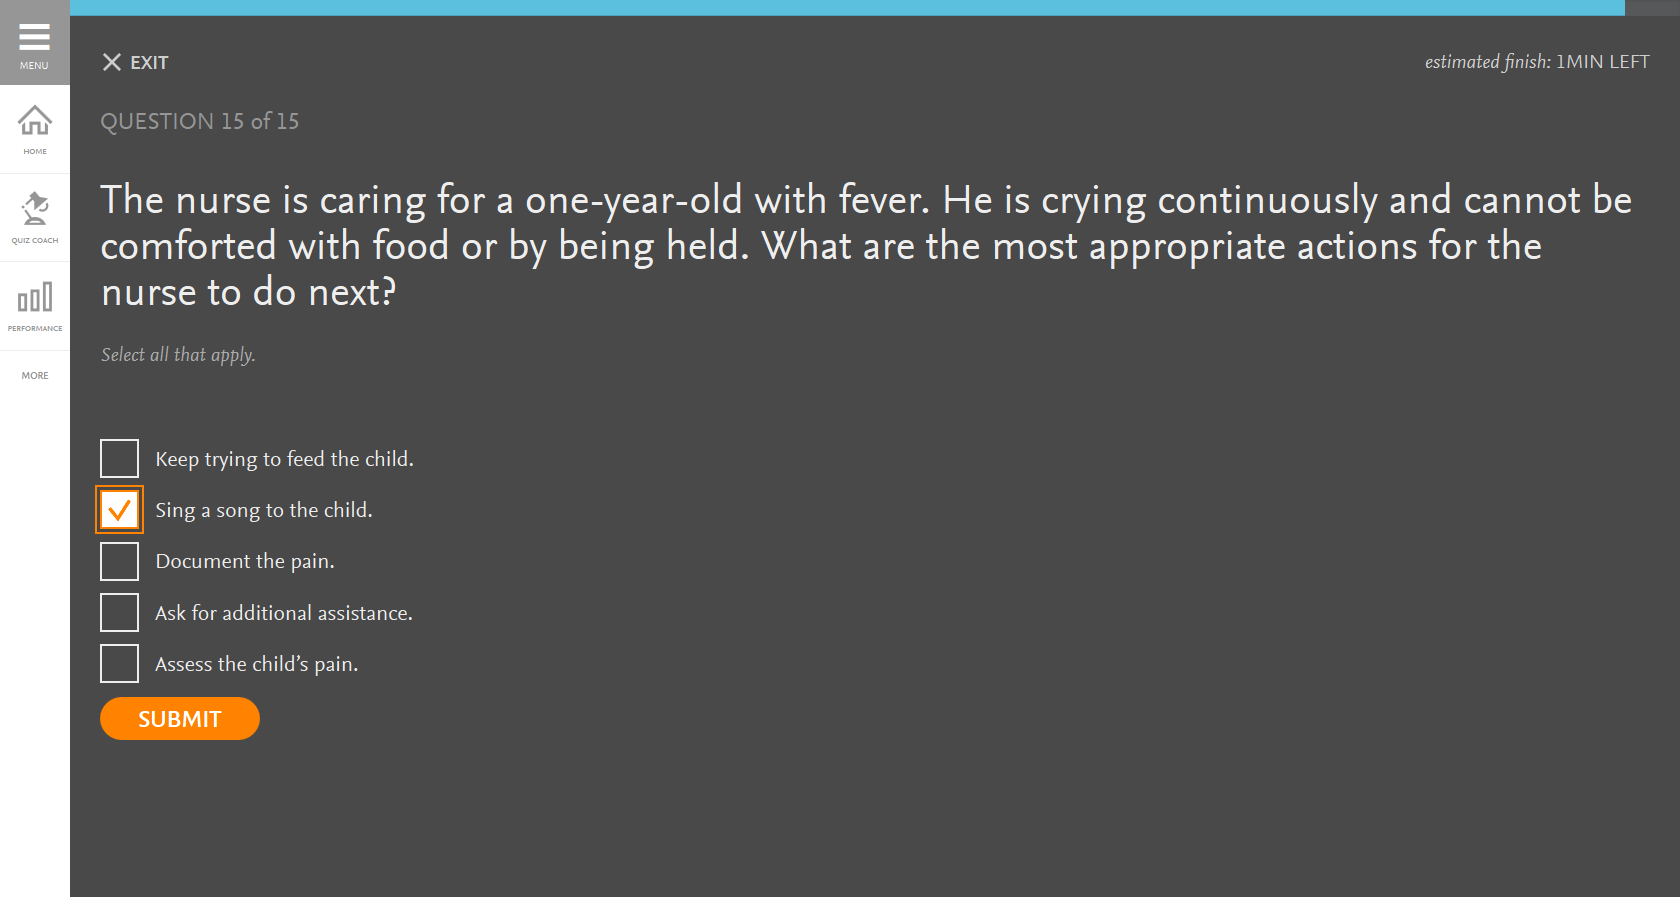 MENU
EXIT
estimated finish: 1MIN LEFT
HOME
QUIZ COACH
PERFORMANCE
MORE
QUESTION 15 of 15
The nurse is caring for a one-year-old with fever. He is crying continuously and cannot be
comforted with food or by being held. What are the most appropriate actions for the
nurse to do next?
Select all that apply.
Keep trying to feed the child.
Sing a song to the child.
Document the pain.
Ask for additional assistance.
Assess the child’s pain.
SUBMIT